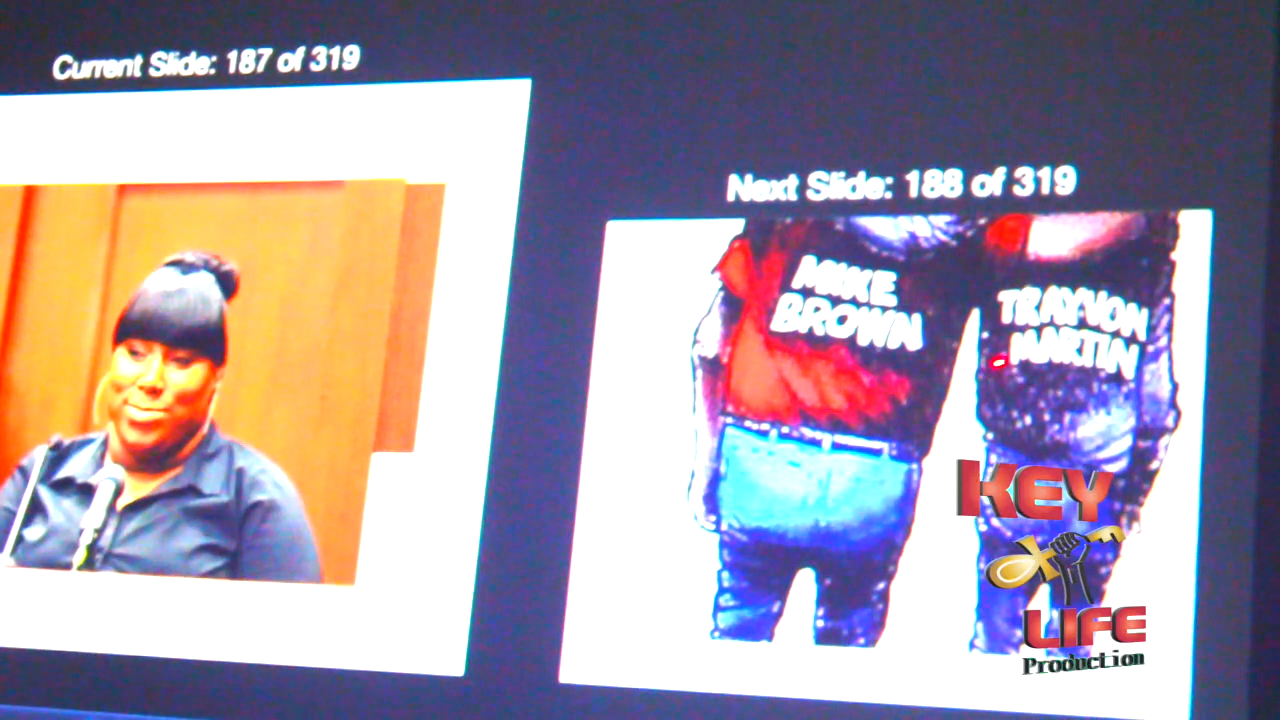 Current Slide: 187 of 319
Next Slide: 188 of 319
MIKE
BROWN
TRAYVON
MARTIN
KEY
LIFE
Production